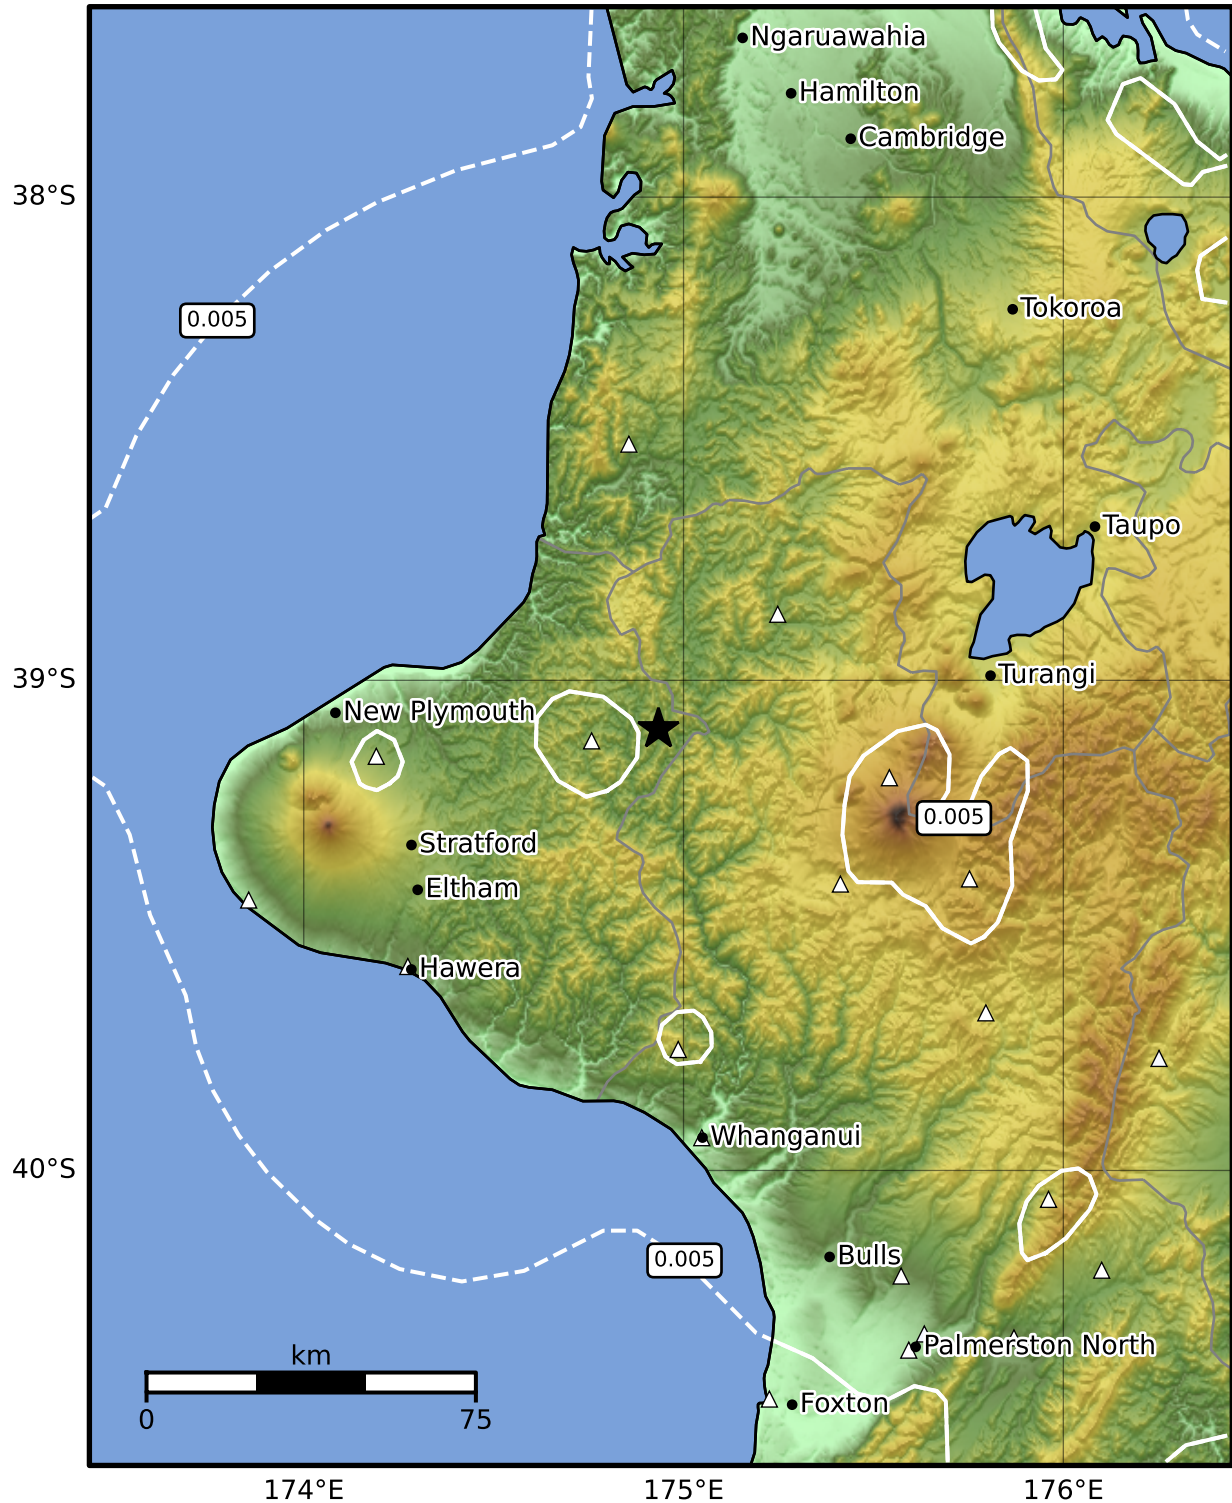 Ngaruawahia
Hamilton
Cambridge
38°S
0.005
Tokoroa
Taupo
39°S
Turangi
New Plymouth
0.005
Stratford
Eltham
Hawera
Whanganui
40°S
Bulls
0.005
Palmerston North
km
Foxton
0
75
174°E
175°E
176°E